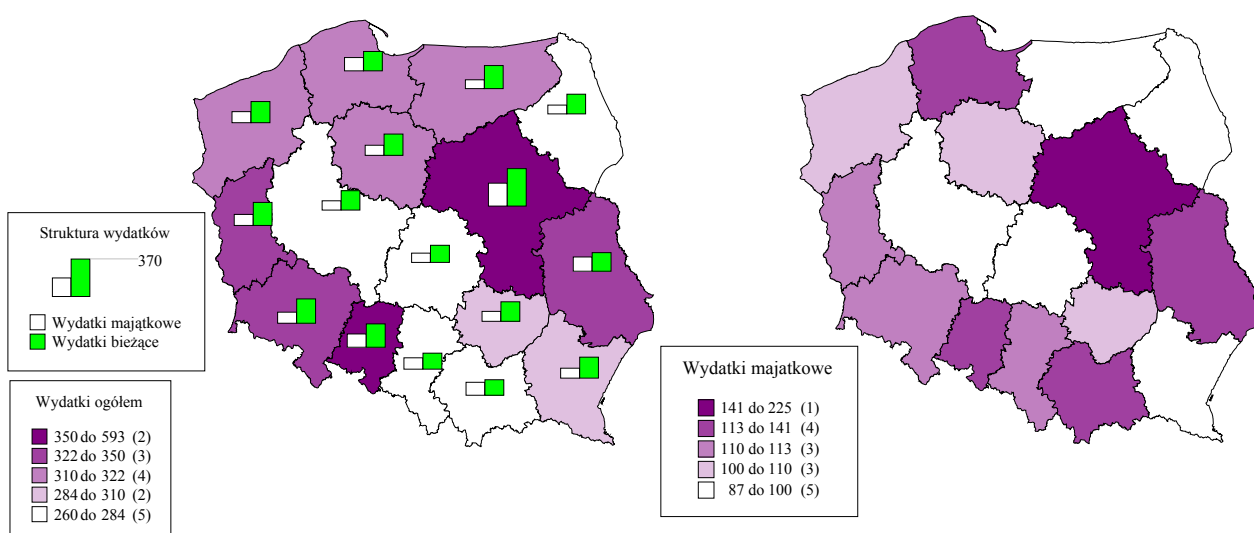 Struktura wydatków
370
Wydatki majątkowe
Wydatki bieżące
Wydatki ogółem
350 do 593 (2)
322 do 350 (3)
310 do 322 (4)
284 do 310 (2)
260 do 284 (5)
Wydatki majatkowe
141 do 225 (1)
113 do 141 (4)
110 do 113 (3)
100 do 110 (3)
87 do 100 (5)